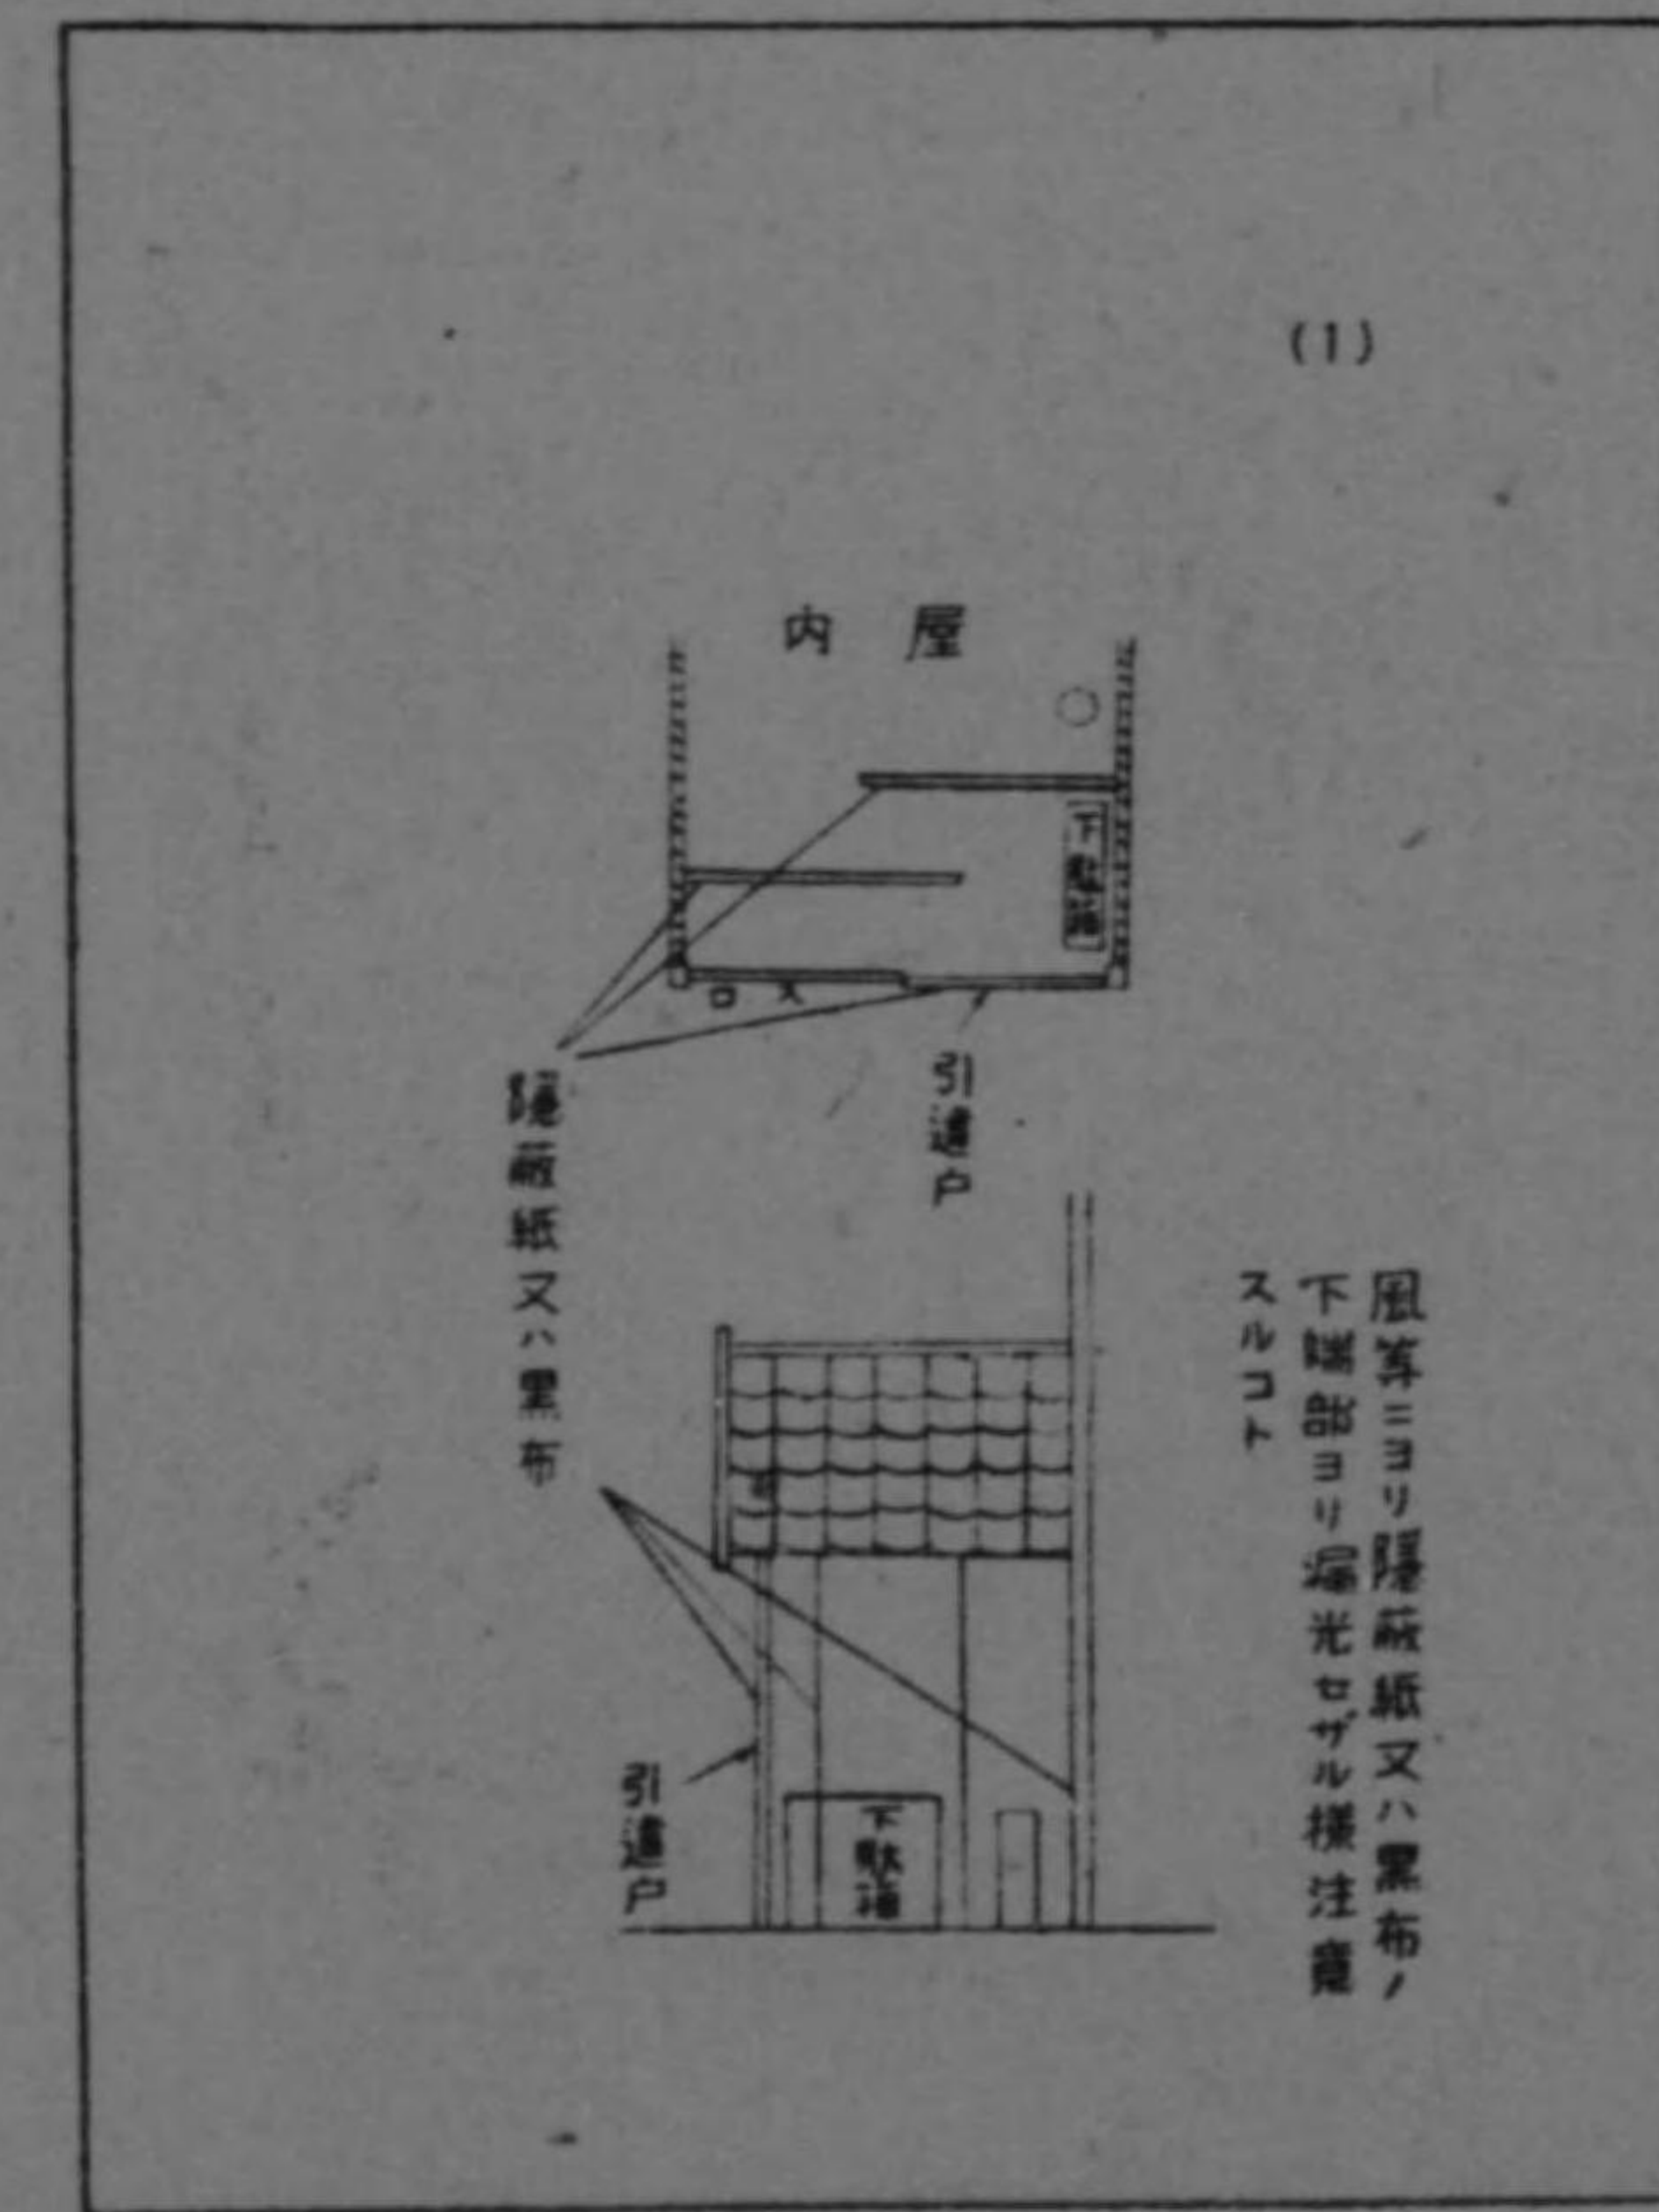 (1)
屋内
下駄箱
ロ ス
引違戸
隠蔽紙又ハ黒布
風等ニヨリ隠蔽紙又ハ黒布ノ
下端部ヨリ漏光セザル様注意
スルコト
引違戸
下駄箱